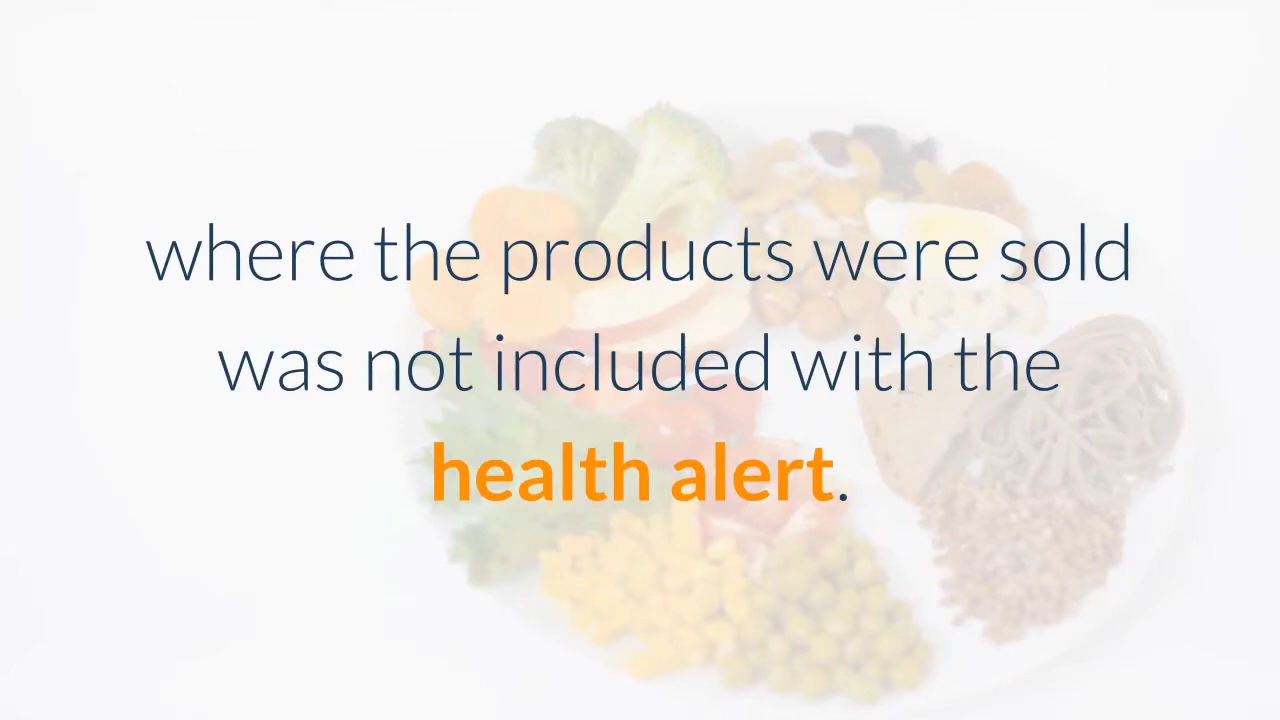 where the products were sold
was not included with the
health alert.